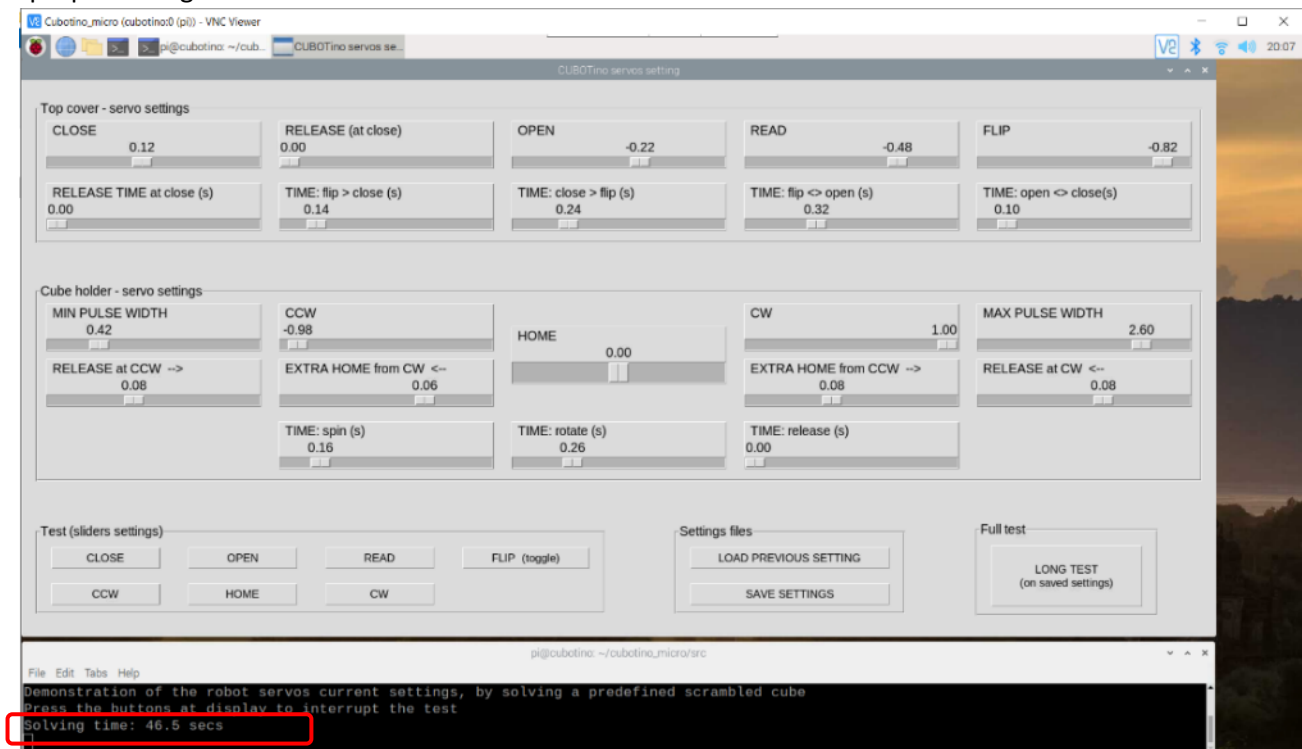 Cubotino_micro (cubotino:0 (pi)) - VNC Viewer
pi@cubotino: ~/cub... CUBOTino servos se... 20:07
CUBOTino servos setting
Top cover - servo settings
CLOSE RELEASE (at close) OPEN READ FLIP
0.12 0.00 -0.22 -0.48 -0.82
RELEASE TIME at close (s) TIME: flip > close (s) TIME: close > flip (s) TIME: flip <> open (s) TIME: open <> close(s)
0.00 0.14 0.24 0.32 0.10
Cube holder - servo settings
MIN PULSE WIDTH CCW HOME CW MAX PULSE WIDTH
0.42 -0.98 0.00 1.00 2.60
RELEASE at CCW --> EXTRA HOME from CW <-- EXTRA HOME from CCW --> RELEASE at CW <--
0.08 0.06 0.08 0.08
TIME: spin (s) TIME: rotate (s) TIME: release (s)
0.16 0.26 0.00
Test (sliders settings) Settings files Full test
CLOSE OPEN READ FLIP (toggle) LOAD PREVIOUS SETTING LONG TEST
(on saved settings)
CCW HOME CW SAVE SETTINGS
pi@cubotino: ~/cubotino_micro/src
File Edit Tabs Help
Demonstration of the robot servos current settings, by solving a predefined scrambled cube
Press the buttons at display to interrupt the test
Solving time: 46.5 secs